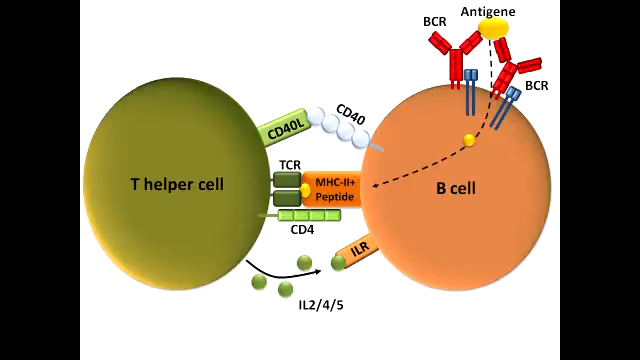 Antigene
BCR
BCR
CD40L
CD40
TCR
MHC-II+
Peptide
T helper cell
B cell
CD4
ILR
IL2/4/5